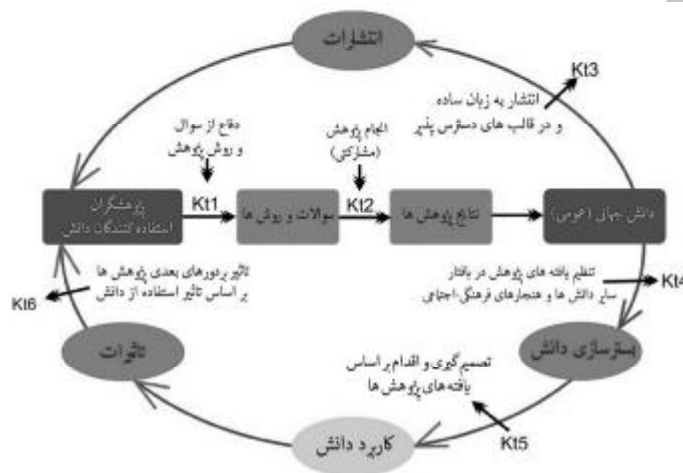 انتشارات
Kt3
انتشار به زبان ساده
و در قالب های دسترس پذیر
دفاع از سوال
و روش پژوهش
انجام پژوهش
(مشارکتی)
پژوهشگران
استفاده کنندگان دانش
Kt1
سوالات و روش ها
Kt2
نتایج پژوهش ها
دانش جهانی (عمومی)
تاثیر بردورهای بعدی پژوهش ها
بر اساس تاثیر استفاده از دانش
Kt6
تنظیم یافته های پژوهش در بافتار
سایر دانش ها و هنجارهای فرهنگی-اجتماعی
Kt4
تاثیرات
بسترسازی دانش
تصمیم گیری و اقدام بر اساس
یافته های پژوهش ها
Kt5
کاربرد دانش